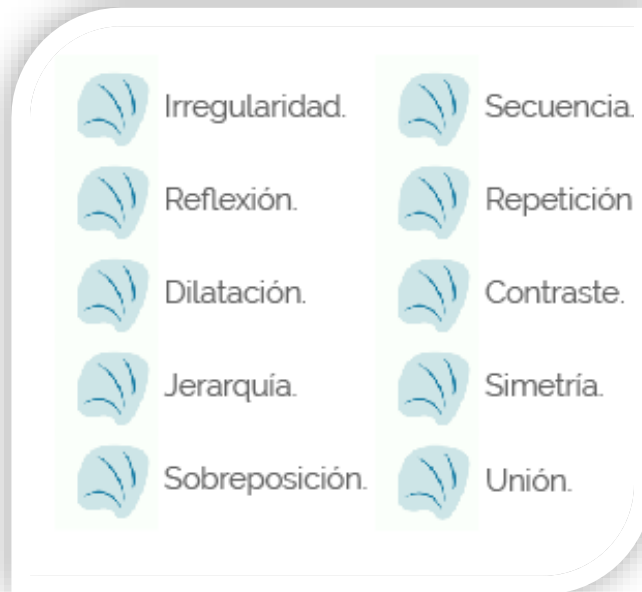 Irregularidad.
Reflexión.
Dilatación.
Jerarquía.
Sobreposición.
Secuencia.
Repetición
Contraste.
Simetría.
Unión.